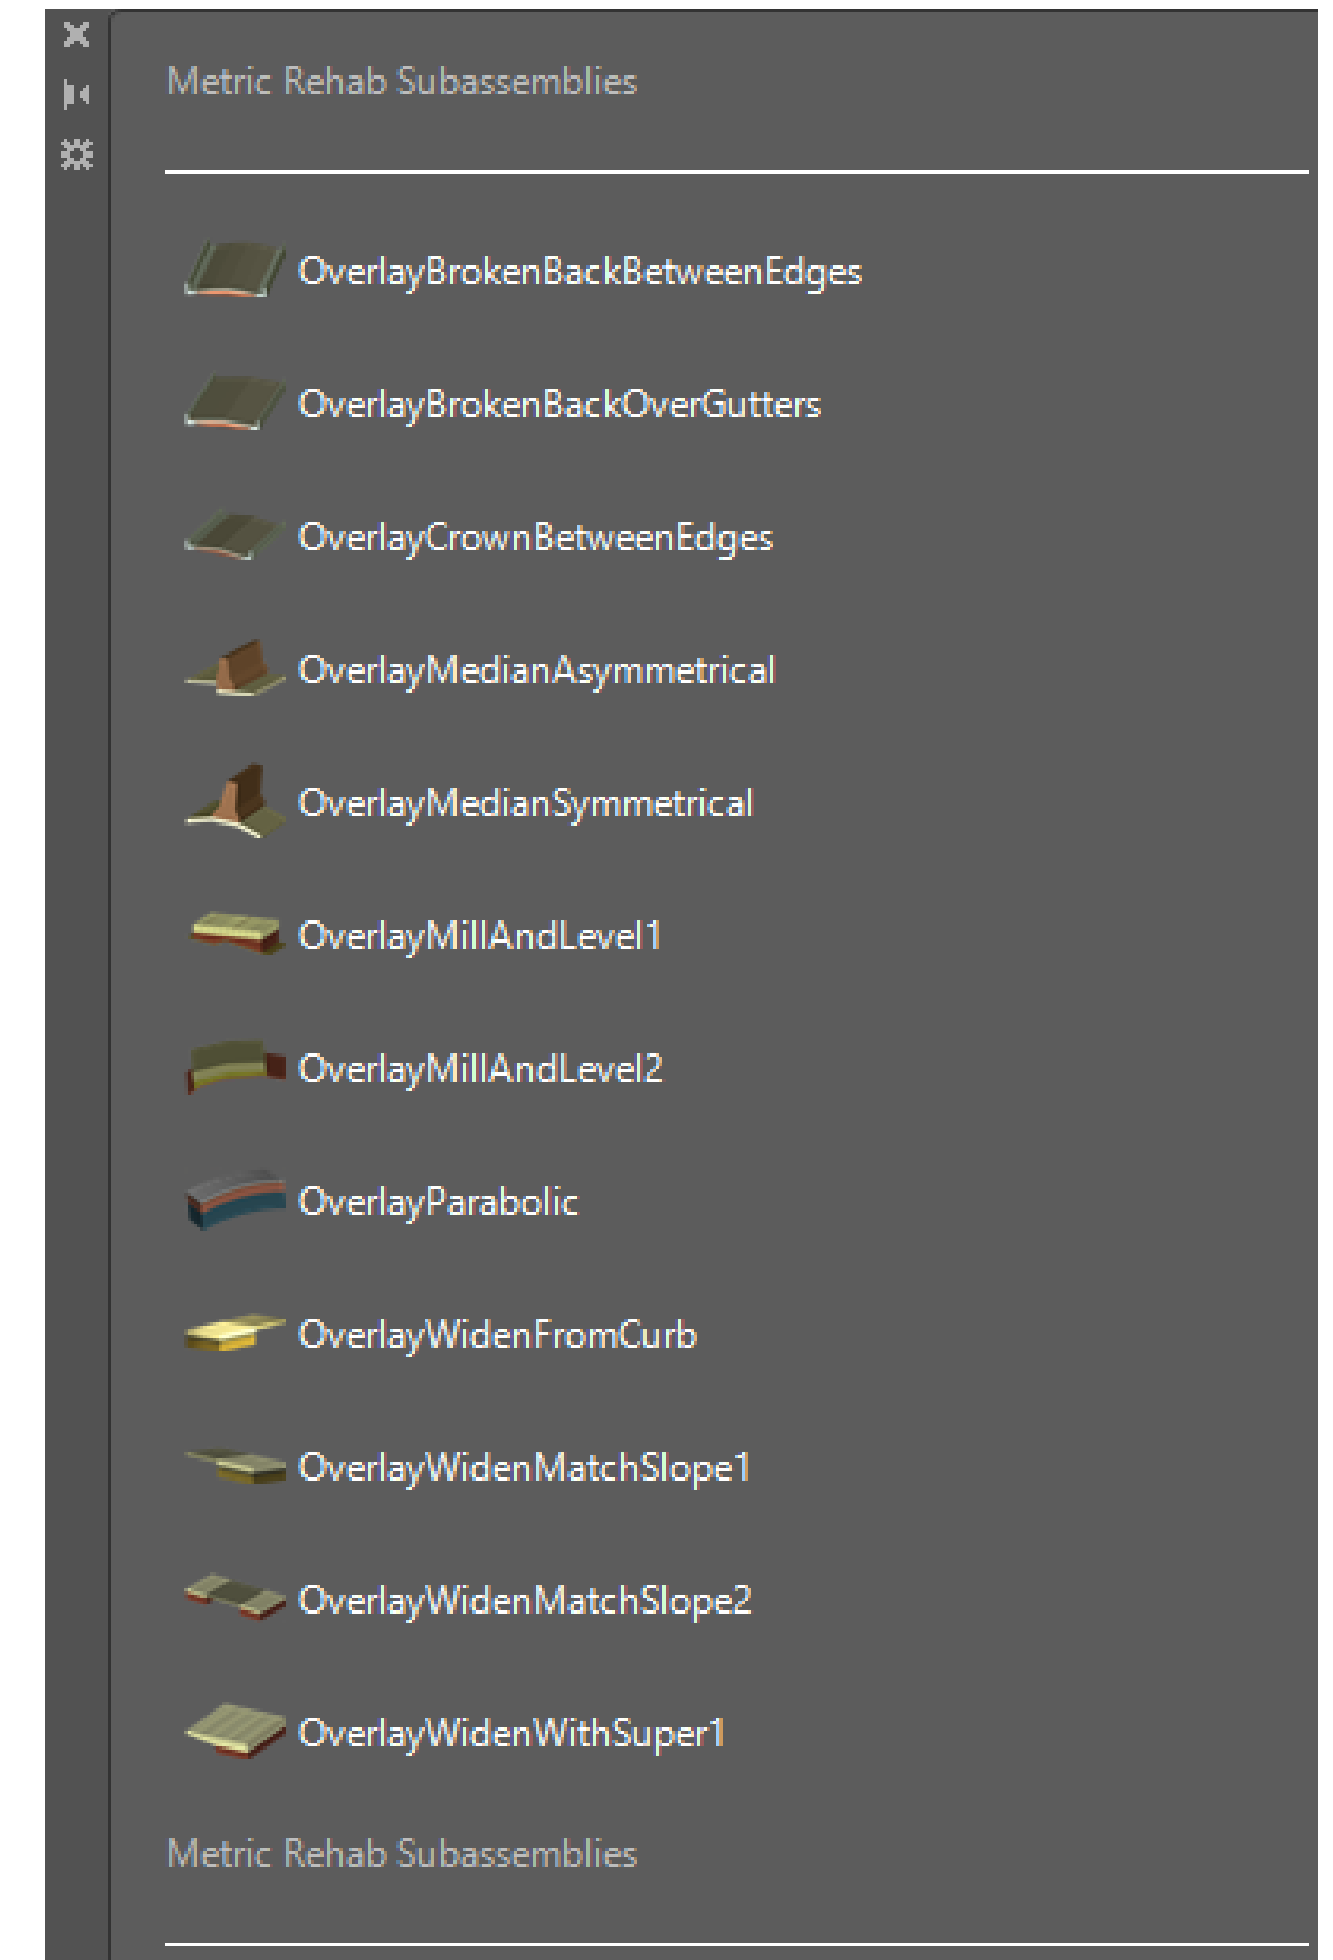 Metric Rehab Subassemblies
OverlayBrokenBackBetweenEdges
OverlayBrokenBackOverGutters
OverlayCrownBetweenEdges
OverlayMedianAsymmetrical
OverlayMedianSymmetrical
OverlayMillAndLevel1
OverlayMillAndLevel2
OverlayParabolic
OverlayWidenFromCurb
OverlayWidenMatchSlope1
OverlayWidenMatchSlope2
OverlayWidenWithSuper1
Metric Rehab Subassemblies